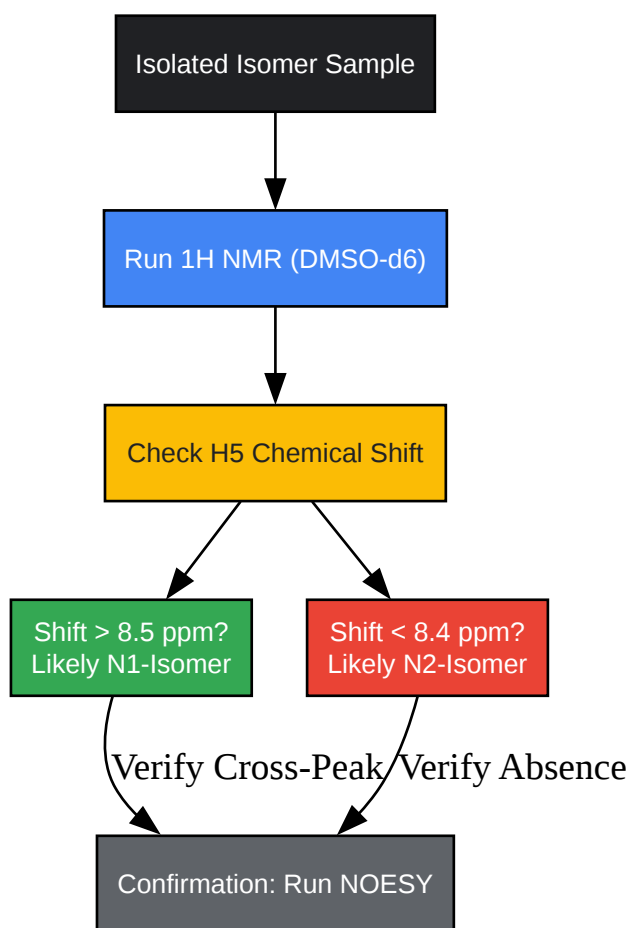 Isolated Isomer Sample
Run 1H NMR (DMSO-d6)
Check H5 Chemical Shift
Shift > 8.5 ppm?
Likely N1-Isomer
Shift < 8.4 ppm?
Likely N2-Isomer
Verify Cross-Peak
Verify Absence
Confirmation: Run NOESY